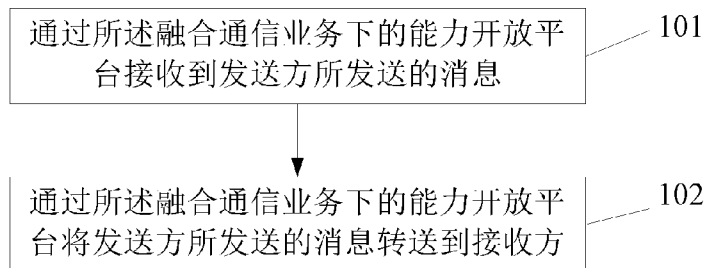 通过所述融合通信业务下的能力开放平
台接收到发送方所发送的消息
101
通过所述融合通信业务下的能力开放平
台将发送方所发送的消息转送到接收方
102